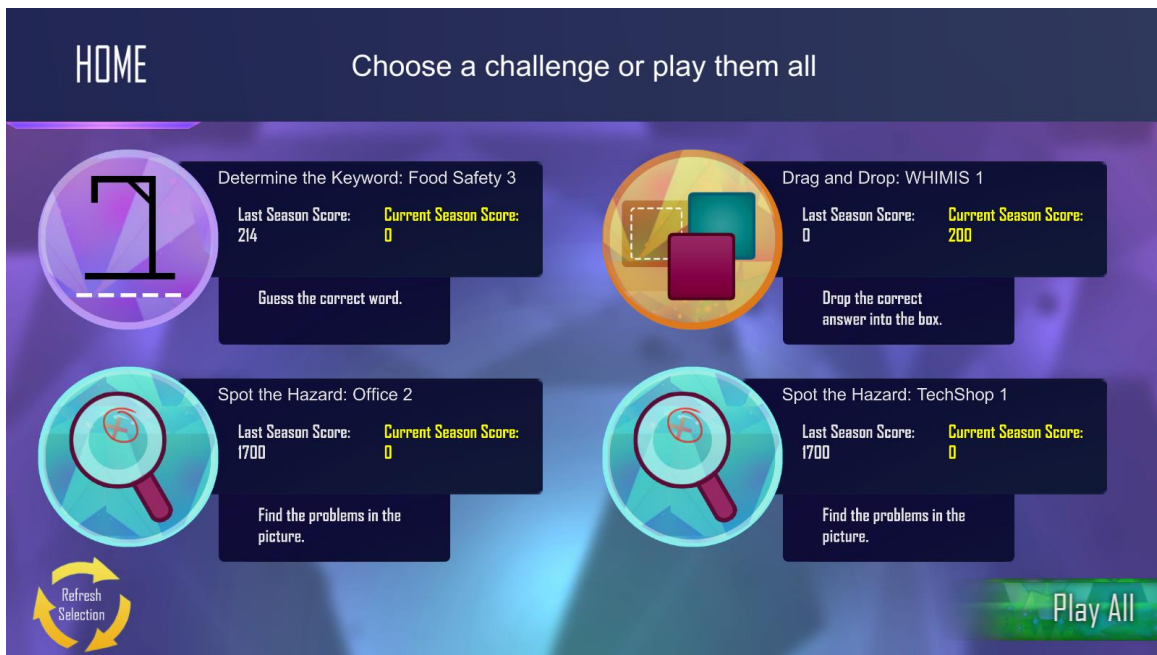 HOME
Choose a challenge or play them all
Determine the Keyword: Food Safety 3
Last Season Score:
214
Current Season Score:
0
Guess the correct word.
Drag and Drop: WHIMIS 1
Last Season Score:
0
Current Season Score:
200
Drop the correct
answer into the box.
Spot the Hazard: Office 2
Last Season Score:
1700
Current Season Score:
0
Find the problems in the
picture.
Spot the Hazard: TechShop 1
Last Season Score:
1700
Current Season Score:
0
Find the problems in the
picture.
Refresh
Selection
Play All